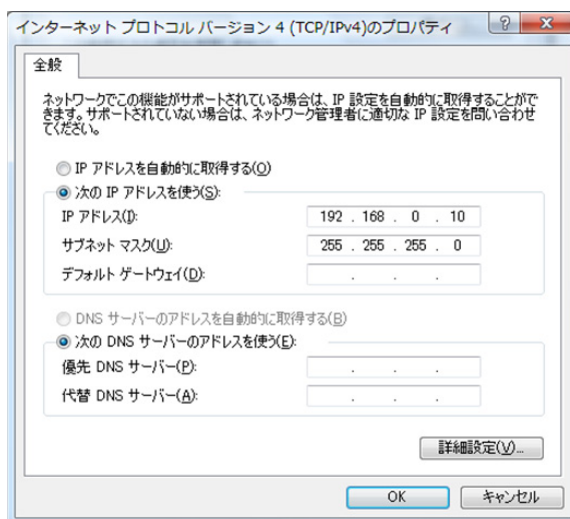 インターネット プロトコル バージョン 4 (TCP/IPv4)のプロパティ
全般
ネットワークでこの機能がサポートされている場合は、IP 設定を自動的に取得することがで
きます。サポートされていない場合は、ネットワーク管理者に適切な IP 設定を問い合わせ
てください。
IP アドレスを自動的に取得する(O)
次の IP アドレスを使う(S):
IP アドレス(I): 192 . 168 . 0 . 10
サブネット マスク(U): 255 . 255 . 255 . 0
デフォルト ゲートウェイ(D): . . .
DNS サーバーのアドレスを自動的に取得する(B)
次の DNS サーバーのアドレスを使う(E):
優先 DNS サーバー(P): . . .
代替 DNS サーバー(A): . . .
詳細設定(V)...
OK キャンセル